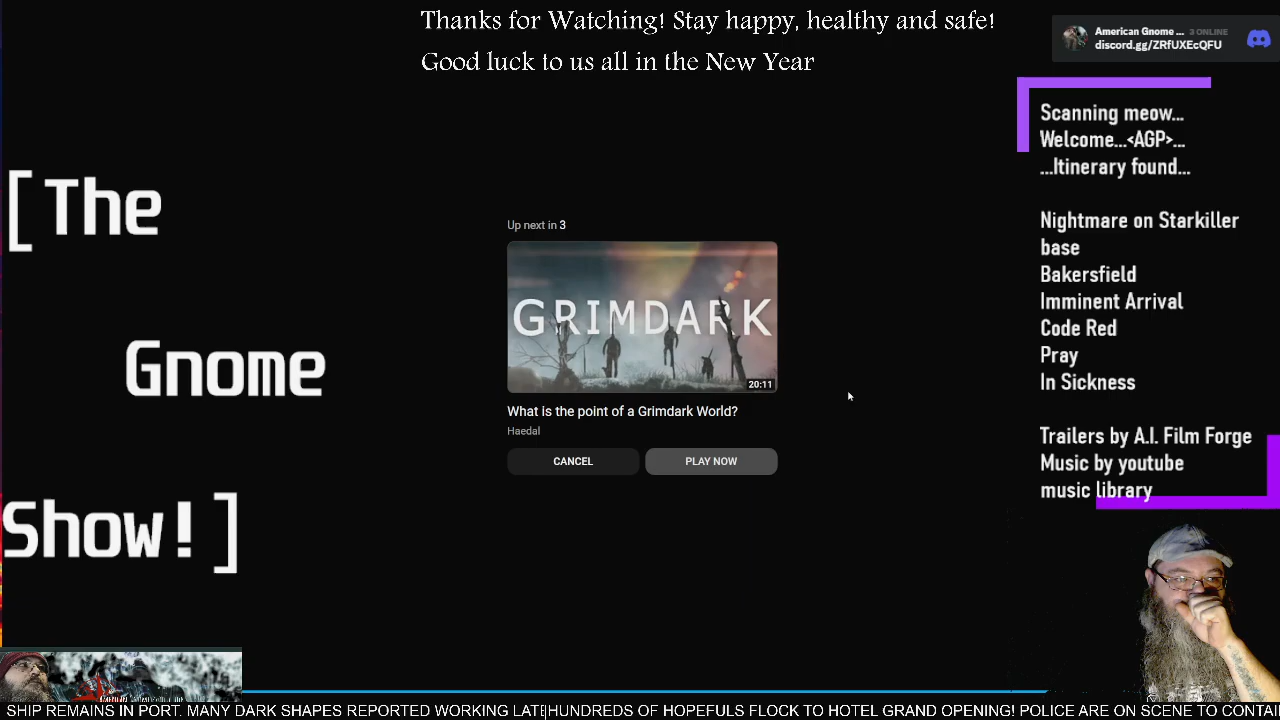 Thanks for Watching! Stay happy, healthy and safe!
Good luck to us all in the New Year
American Gnome ... 3 ONLINE
discord.gg/ZRfUXEcQFU
Scanning meow...
Welcome...<AGP>...
...Itinerary found...
Nightmare on Starkiller
base
Bakersfield
Imminent Arrival
Code Red
Pray
In Sickness
Trailers by A.I. Film Forge
Music by youtube
music library
[The
Gnome
Show!]
Up next in 3
GRIMDARK
20:11
What is the point of a Grimdark World?
Haedal
CANCEL
PLAY NOW
SHIP REMAINS IN PORT. MANY DARK SHAPES REPORTED WORKING LATE
HUNDREDS OF HOPEFULS FLOCK TO HOTEL GRAND OPENING! POLICE ARE ON SCENE TO CONTAI